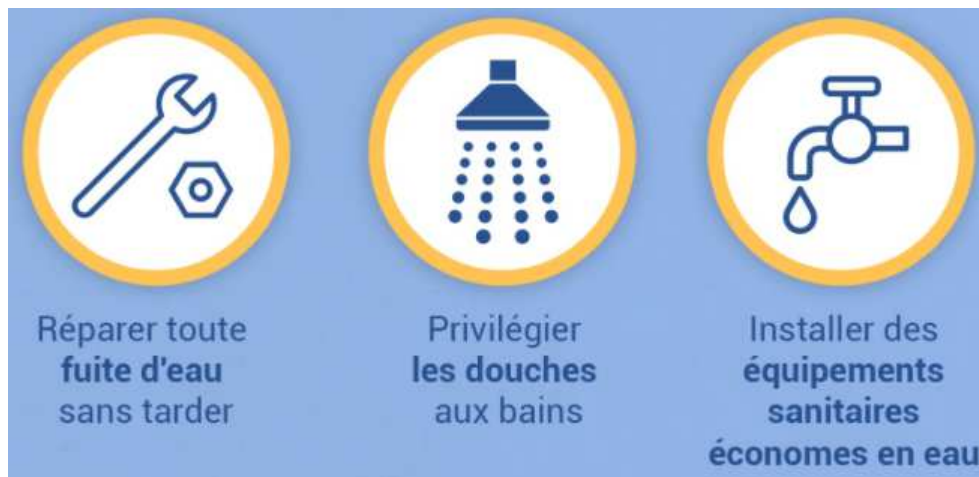 Réparer toute
fuite d'eau
sans tarder
Privilégier
les douches
aux bains
Installer des
équipements
sanitaires
économes en eau